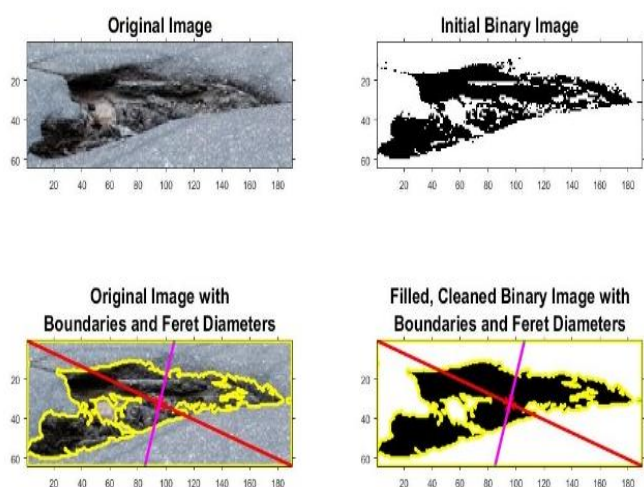 Original Image
20
40
60
20 40 60 80 100 120 140 160 180
Initial Binary Image
20
40
60
20 40 60 80 100 120 140 160 180
Original Image with
Boundaries and Feret Diameters
20
40
60
20 40 60 80 100 120 140 160 180
Filled, Cleaned Binary Image with
Boundaries and Feret Diameters
20
40
60
20 40 60 80 100 120 140 160 180